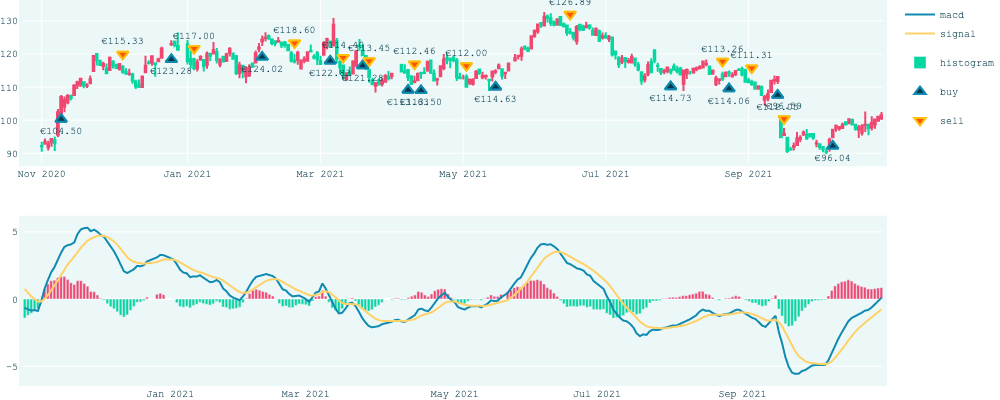 €126.89
130
macd
€115.33
€117.00
€118.60
signal
€113.45
€112.46
€112.00
€113.26
€111.31
120
histogram
€123.28
€124.02
110
buy
€114.73
€114.06
€114.63
100
sell
€104.50
90
€96.04
Nov 2020
Jan 2021
Mar 2021
May 2021
Jul 2021
Sep 2021
5
0
−5
Jan 2021
Mar 2021
May 2021
Jul 2021
Sep 2021